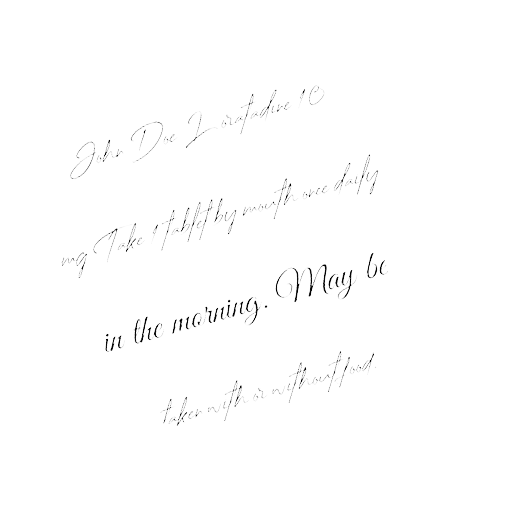 John Doe Loratadine 10
mg Take 1 tablet by mouth once daily
in the morning. May be
taken with or without food